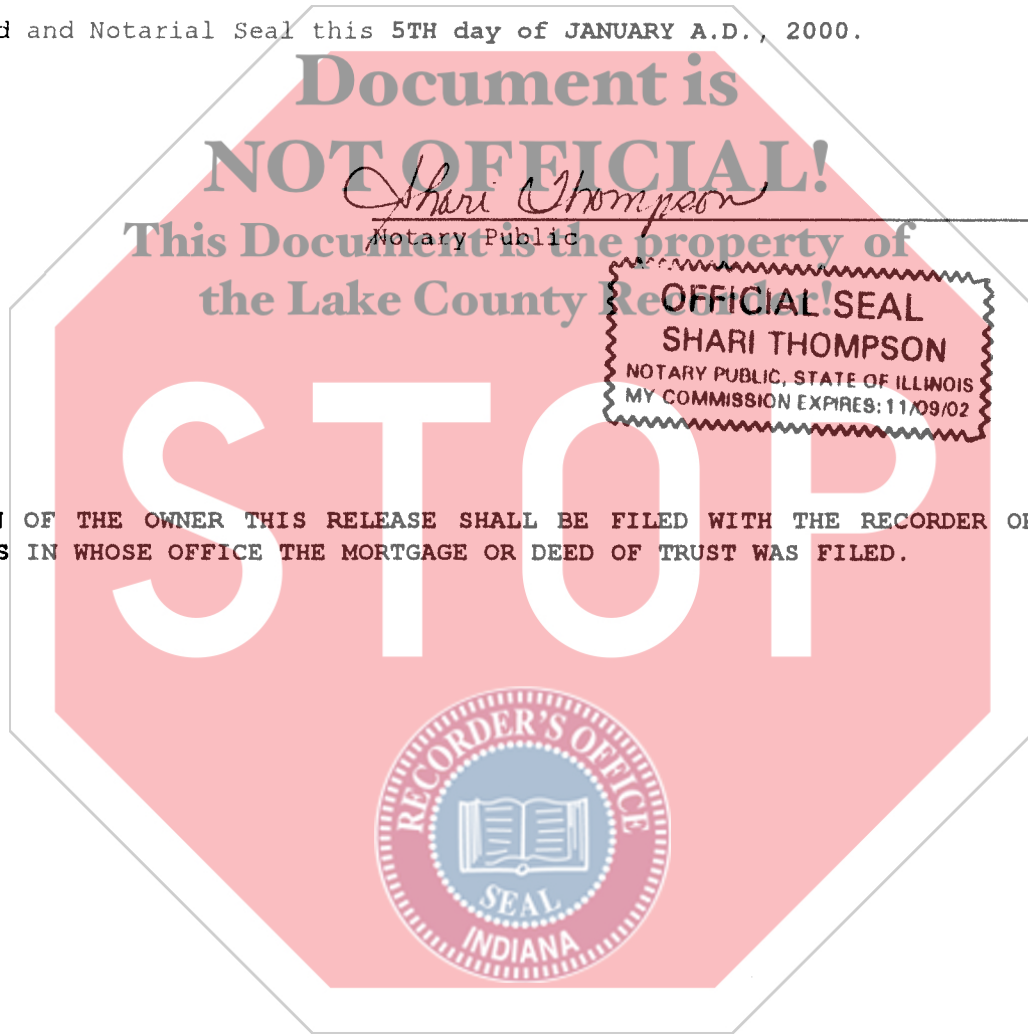 d and Notarial Seal this 5TH day of JANUARY A.D., 2000.
Document is
NOT OFFICIAL!
Shari Thompson
Notary Public
This Document is the property of
the Lake County Recorder!
OFFICIAL SEAL
SHARI THOMPSON
NOTARY PUBLIC, STATE OF ILLINOIS
MY COMMISSION EXPIRES: 11/09/02
STOP
N OF THE OWNER THIS RELEASE SHALL BE FILED WITH THE RECORDER OF
S IN WHOSE OFFICE THE MORTGAGE OR DEED OF TRUST WAS FILED.
RECORDER'S OFFICE
SEAL
INDIANA